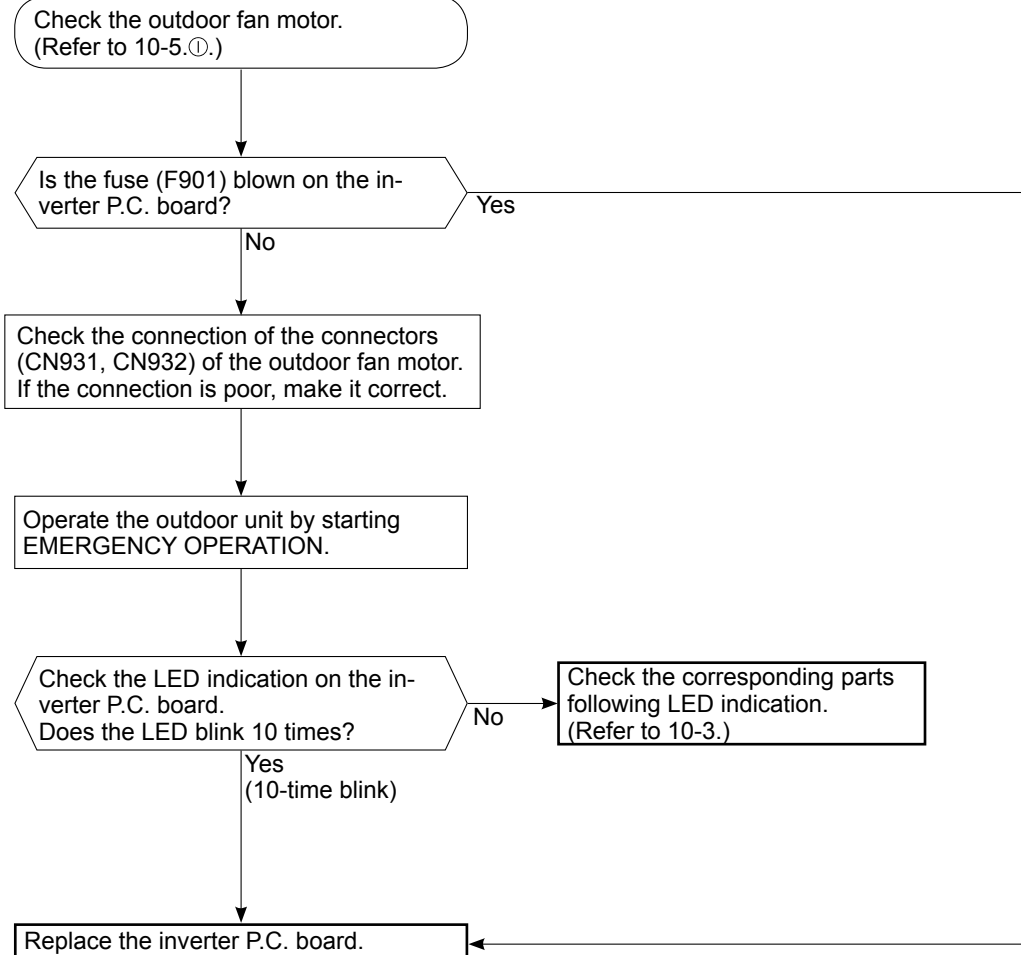 Check the outdoor fan motor.
(Refer to 10-5.Ⓘ.)
Is the fuse (F901) blown on the in-
verter P.C. board?
Yes
No
Check the connection of the connectors
(CN931, CN932) of the outdoor fan motor.
If the connection is poor, make it correct.
Operate the outdoor unit by starting
EMERGENCY OPERATION.
Check the LED indication on the in-
verter P.C. board.
Does the LED blink 10 times?
No
Check the corresponding parts
following LED indication.
(Refer to 10-3.)
Yes
(10-time blink)
Replace the inverter P.C. board.